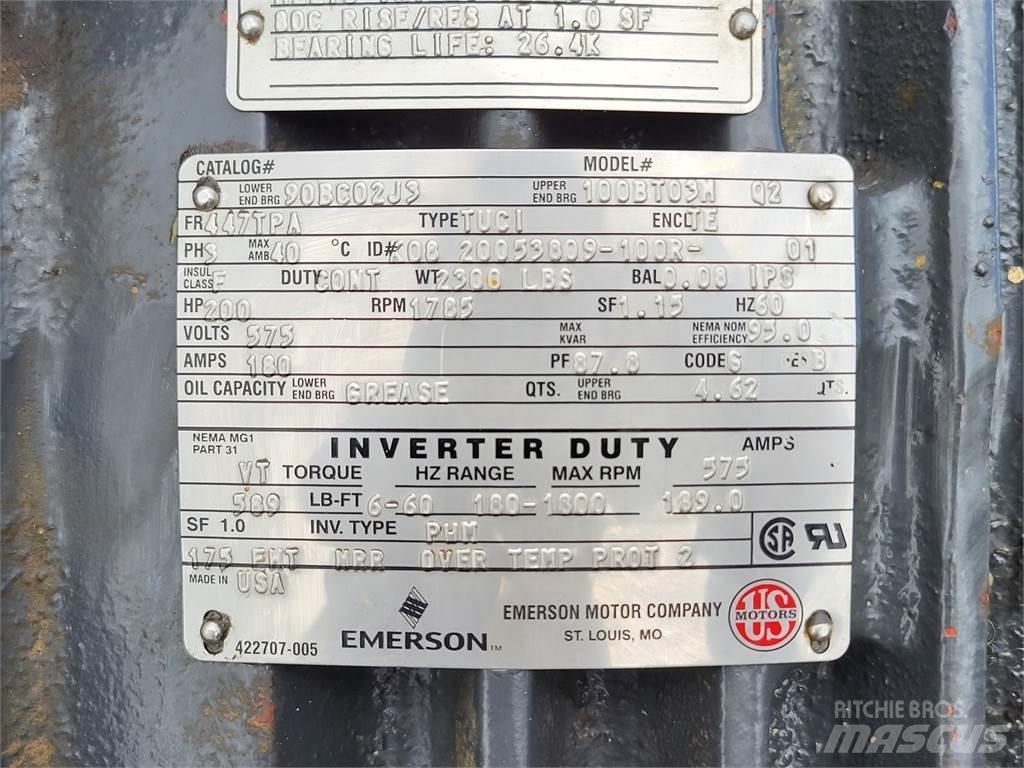 80C RISE/RES AT 1.0 SF
BEARING LIFE: 26.4K
CATALOG# MODEL#
LOWER END BRG 90BC02J3 UPPER END BRG 100BT03M Q2
FR 447TPA TYPE TUCI ENCL TE
PH 3 MAX AMB 40 °C ID# K08 20053809-100R- 01
INSUL CLASS F DUTY CONT WT 2300 LBS BAL 0.08 IPS
HP 200 RPM 1785 SF 1.15 HZ 60
VOLTS 575 MAX KVAR NEMA NOM EFFICIENCY 95.0
AMPS 180 PF 87.8 CODE G B
OIL CAPACITY LOWER END BRG GREASE QTS. UPPER END BRG 4.62 QTS.
NEMA MG1 PART 31 INVERTER DUTY AMPS
VT TORQUE HZ RANGE MAX RPM 575
589 LB-FT 6-60 180-1800 189.0
SF 1.0 INV. TYPE PWM
175 EHT NRR OVER TEMP PROT 2
MADE IN USA
422707-005 EMERSON TM EMERSON MOTOR COMPANY
ST. LOUIS, MO
US MOTORS
SA
RITCHIE BROS.
MASCUS